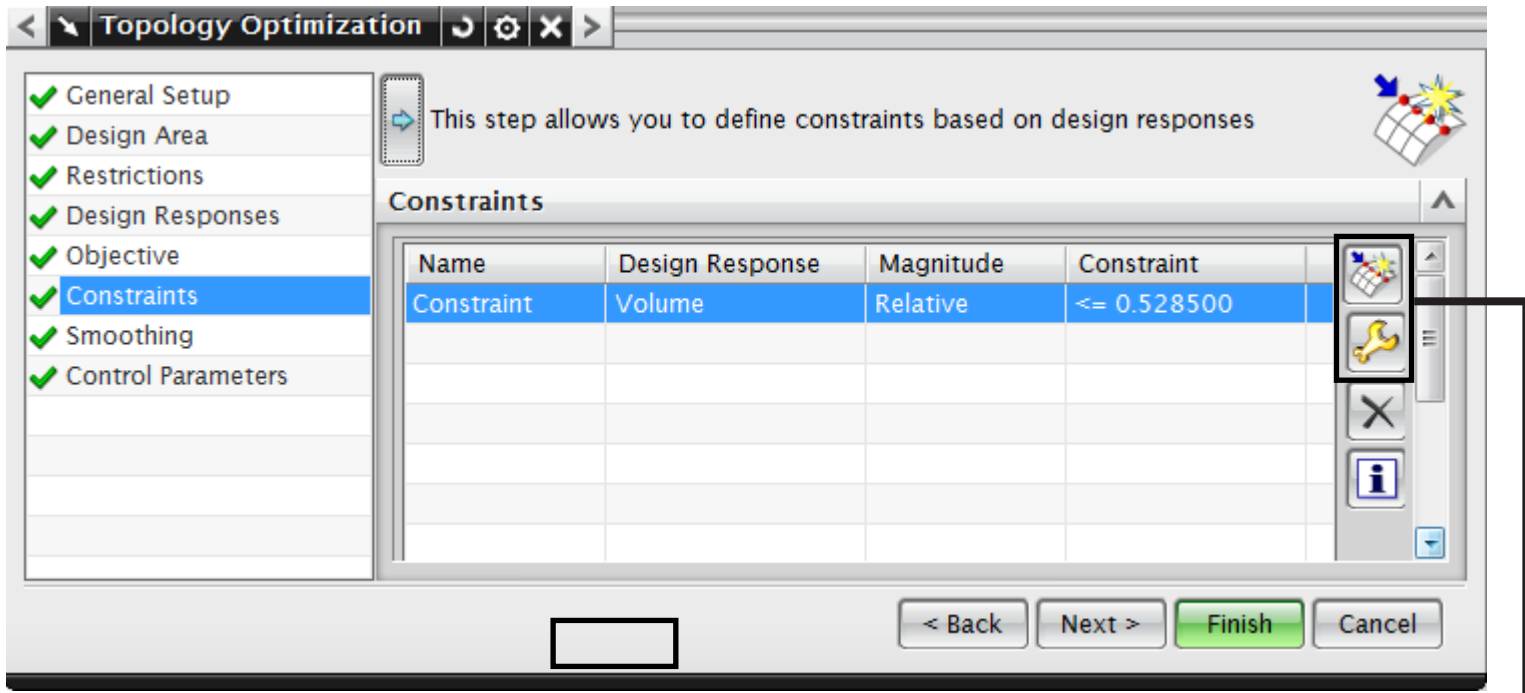 Topology Optimization
General Setup
Design Area
Restrictions
Design Responses
Objective
Constraints
Smoothing
Control Parameters
This step allows you to define constraints based on design responses
Constraints
Name Design Response Magnitude Constraint
Constraint Volume Relative <= 0.528500
< Back Next > Finish Cancel